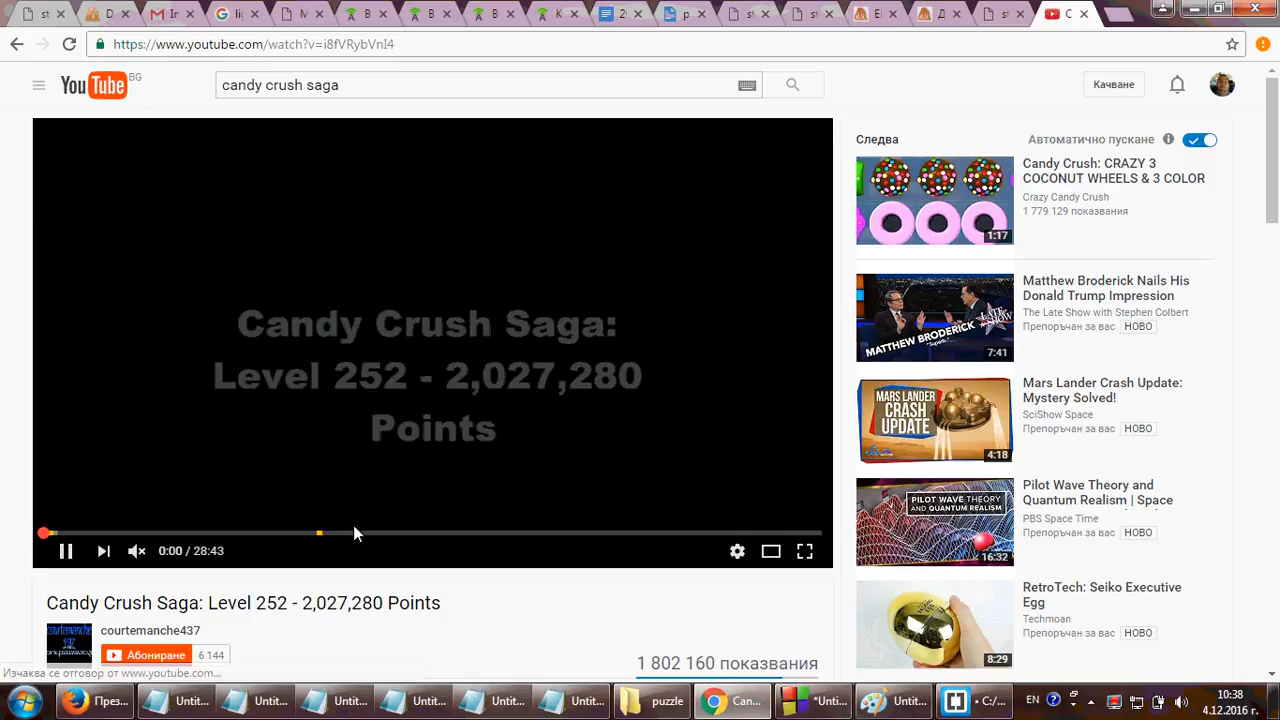 https://www.youtube.com/watch?v=i8fVRybVnI4
YouTube BG
candy crush saga
Качване
Candy Crush Saga:
Level 252 - 2,027,280
Points
0:00 / 28:43
Candy Crush Saga: Level 252 - 2,027,280 Points
courtemanche437
Абониране 6 144
1 802 160 показвания
Следва
Автоматично пускане
Candy Crush: CRAZY 3
COCONUT WHEELS & 3 COLOR
Crazy Candy Crush
1 779 129 показвания
1:17
Matthew Broderick Nails His
Donald Trump Impression
The Late Show with Stephen Colbert
Препоръчан за вас НОВО
MATTHEW BRODERICK
LATE SHOW
7:41
Mars Lander Crash Update:
Mystery Solved!
SciShow Space
Препоръчан за вас НОВО
MARS
LANDER
CRASH
UPDATE
4:18
Pilot Wave Theory and
Quantum Realism | Space
PBS Space Time
Препоръчан за вас НОВО
PILOT WAVE THEORY
AND QUANTUM REALISM
16:32
RetroTech: Seiko Executive
Egg
Techmoan
Препоръчан за вас НОВО
8:29
Изчаква се отговор от www.youtube.com...
През...
Untit...
Untit...
Untit...
Untit...
Untit...
Untit...
puzzle
Can...
*Unti...
Untit...
• C:/...
EN
10:38
4.12.2016 г.